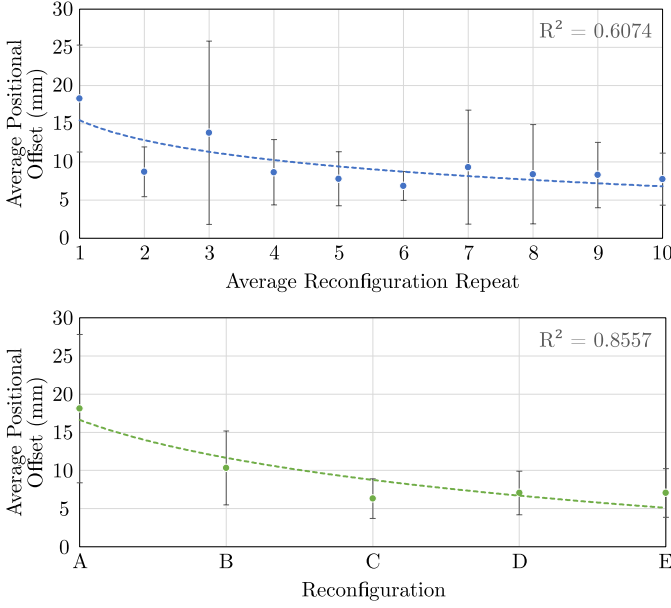 R² = 0.6074
Average Positional
Offset (mm)
30
25
20
15
10
5
0
1 2 3 4 5 6 7 8 9 10
Average Reconfiguration Repeat
R² = 0.8557
Average Positional
Offset (mm)
30
25
20
15
10
5
0
A B C D E
Reconfiguration